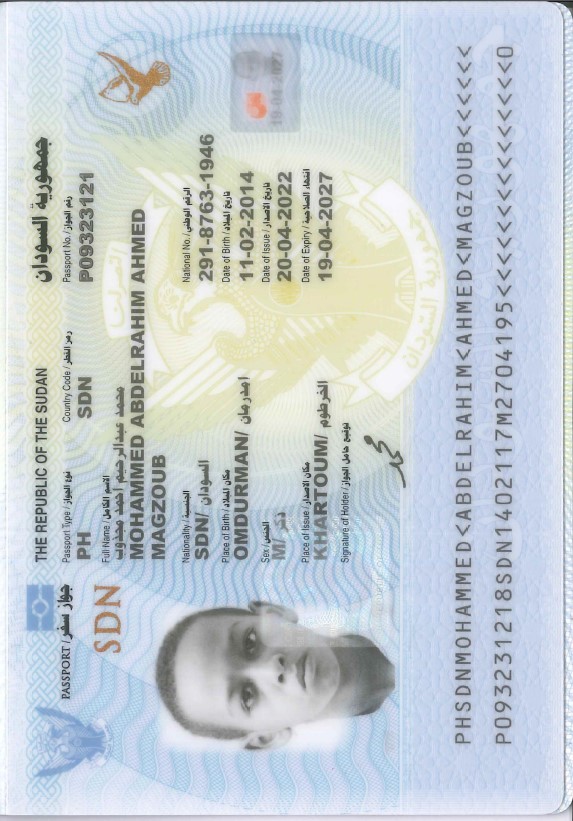 THE REPUBLIC OF THE SUDAN جمهورية السودان
PASSPORT / جواز سفر
Passport Type / نوع الجواز Country Code / رمز القطر Passport No. / رقم الجواز
PH SDN P09323121
SDN
Full Name / الاسم الكامل
محمد عبدالرحيم احمد مجذوب
MOHAMMED ABDELRAHIM AHMED
MAGZOUB
Nationality / الجنسية National No. / الرقم الوطني
SDN/ السودان 291-8763-1946
Place of Birth / مكان الميلاد Date of Birth / تاريخ الميلاد
OMDURMAN/ امدرمان 11-02-2014
Sex / الجنس Date of Issue / تاريخ الاصدار
M/ ذكر 20-04-2022
19-04-2027
Place of Issue / مكان الاصدار Date of Expiry / انتهاء الصلاحية
KHARTOUM/ الخرطوم 19-04-2027
Signature of Holder / توقيع حامل الجواز
محمد
جمهورية السودان
PHSDNMOHAMMED<ABDELRAHIM<AHMED<MAGZOUB<<<<<<
P093231218SDN1402117M2704195<<<<<<<<<<<<<<<0